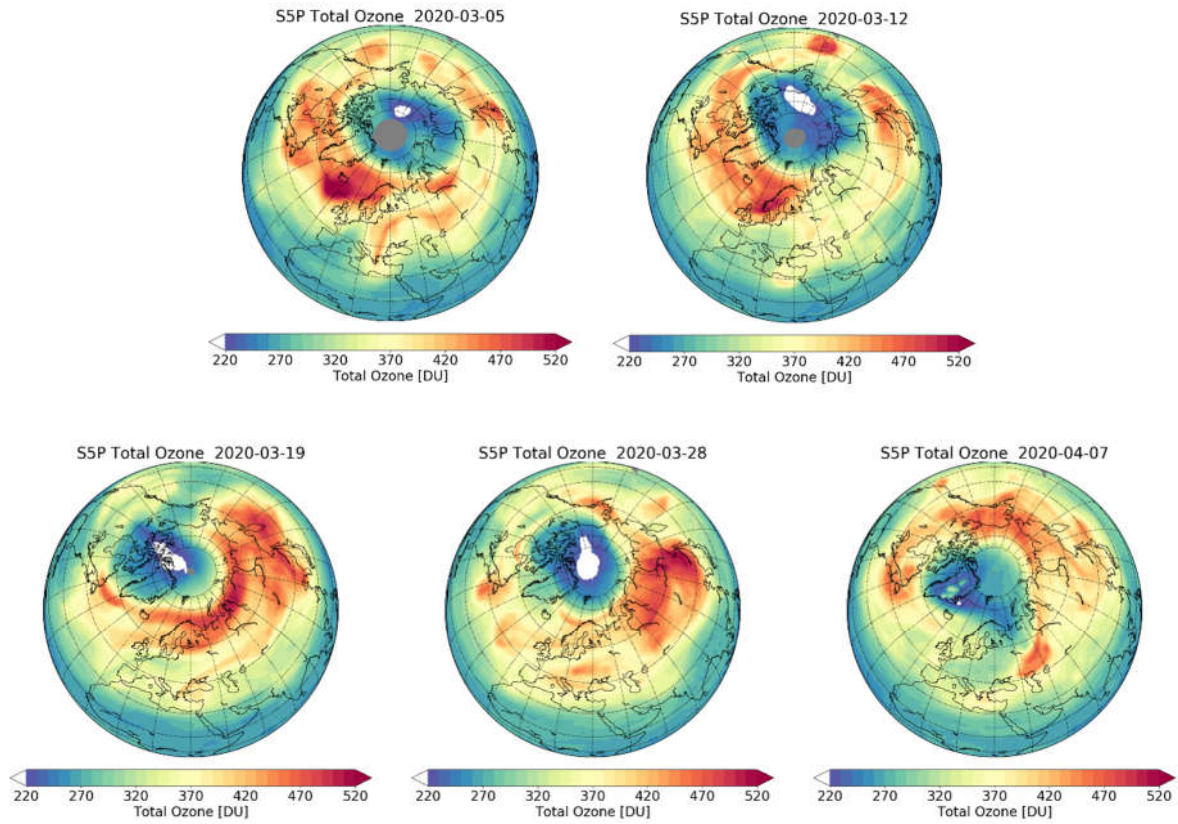 S5P Total Ozone 2020-03-05
S5P Total Ozone 2020-03-12
220 270 320 370 420 470 520
Total Ozone [DU]
220 270 320 370 420 470 520
Total Ozone [DU]
S5P Total Ozone 2020-03-19
S5P Total Ozone 2020-03-28
S5P Total Ozone 2020-04-07
220 270 320 370 420 470 520
Total Ozone [DU]
220 270 320 370 420 470 520
Total Ozone [DU]
220 270 320 370 420 470 520
Total Ozone [DU]